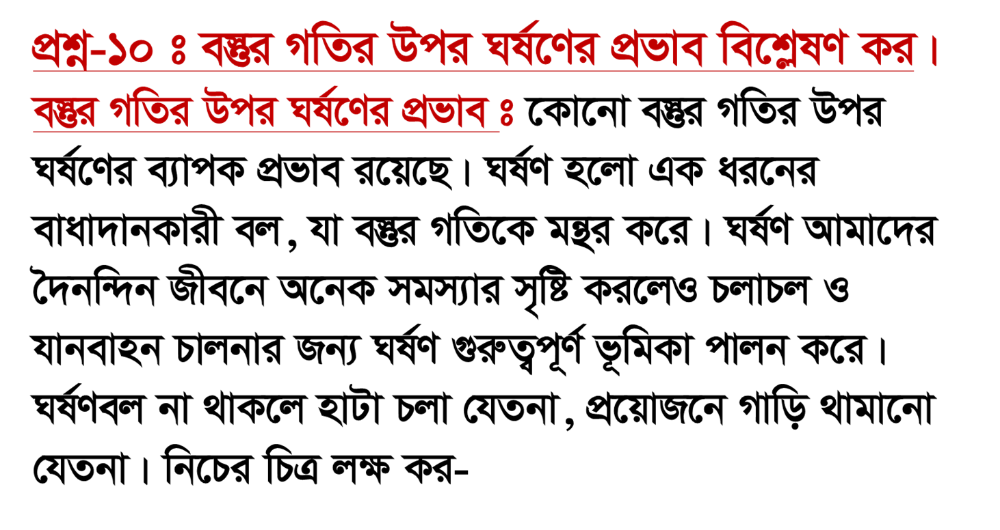 প্রশ্ন-১০ ঃ বস্তুর গতির উপর ঘর্ষণের প্রভাব বিশ্লেষণ কর।
বস্তুর গতির উপর ঘর্ষণের প্রভাব ঃ কোনো বস্তুর গতির উপর
ঘর্ষণের ব্যাপক প্রভাব রয়েছে। ঘর্ষণ হলো এক ধরনের
বাধাদানকারী বল, যা বস্তুর গতিকে মন্থর করে। ঘর্ষণ আমাদের
দৈনন্দিন জীবনে অনেক সমস্যার সৃষ্টি করলেও চলাচল ও
যানবাহন চালনার জন্য ঘর্ষণ গুরুত্বপূর্ণ ভূমিকা পালন করে।
ঘর্ষণবল না থাকলে হাটা চলা যেতনা, প্রয়োজনে গাড়ি থামানো
যেতনা। নিচের চিত্র লক্ষ কর-